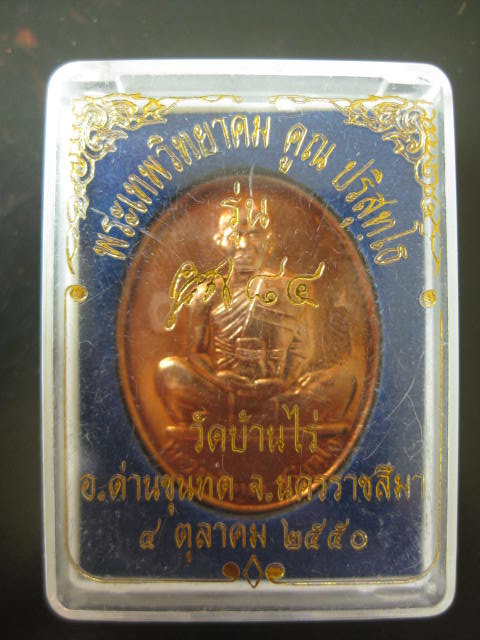 พระเทพวิทยาคม คูณ ปริสุทฺโธ
รุ่น
๘๔
วัดบ้านไร่
อ.ด่านขุนทด จ.นครราชสีมา
๔ ตุลาคม ๒๕๕๐